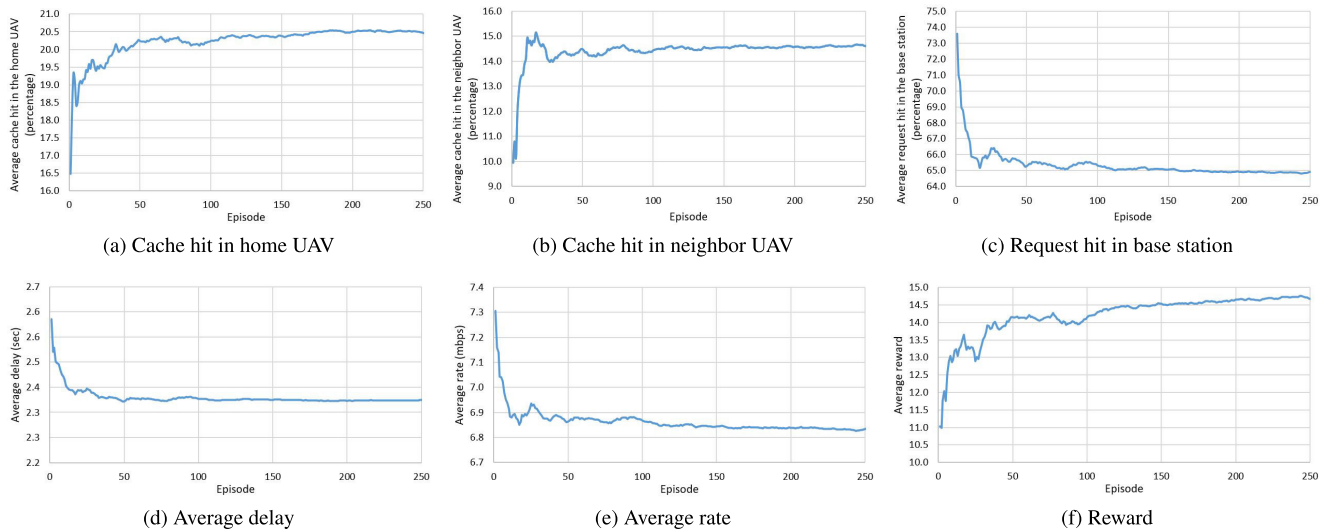 Average cache hit in the home UAV
(percentage)
21.0
20.5
20.0
19.5
19.0
18.5
18.0
17.5
17.0
16.5
16.0
0 50 100 150 200 250
Episode
(a) Cache hit in home UAV
Average cache hit in the neighbor UAV
(percentage)
16.0
15.0
14.0
13.0
12.0
11.0
10.0
9.0
0 50 100 150 200 250
Episode
(b) Cache hit in neighbor UAV
Average request hit in the base station
(percentage)
75.0
74.0
73.0
72.0
71.0
70.0
69.0
68.0
67.0
66.0
65.0
64.0
0 50 100 150 200 250
Episode
(c) Request hit in base station
Average delay (sec)
2.7
2.6
2.6
2.5
2.5
2.4
2.3
2.2
0 50 100 150 200 250
Episode
(d) Average delay
Average rate (mbps)
7.4
7.3
7.2
7.1
7.0
6.9
6.8
6.7
0 50 100 150 200 250
Episode
(e) Average rate
Average reward
15.0
14.5
14.0
13.5
13.0
12.5
12.0
11.5
11.0
10.5
10.0
0 50 100 150 200 250
Episode
(f) Reward